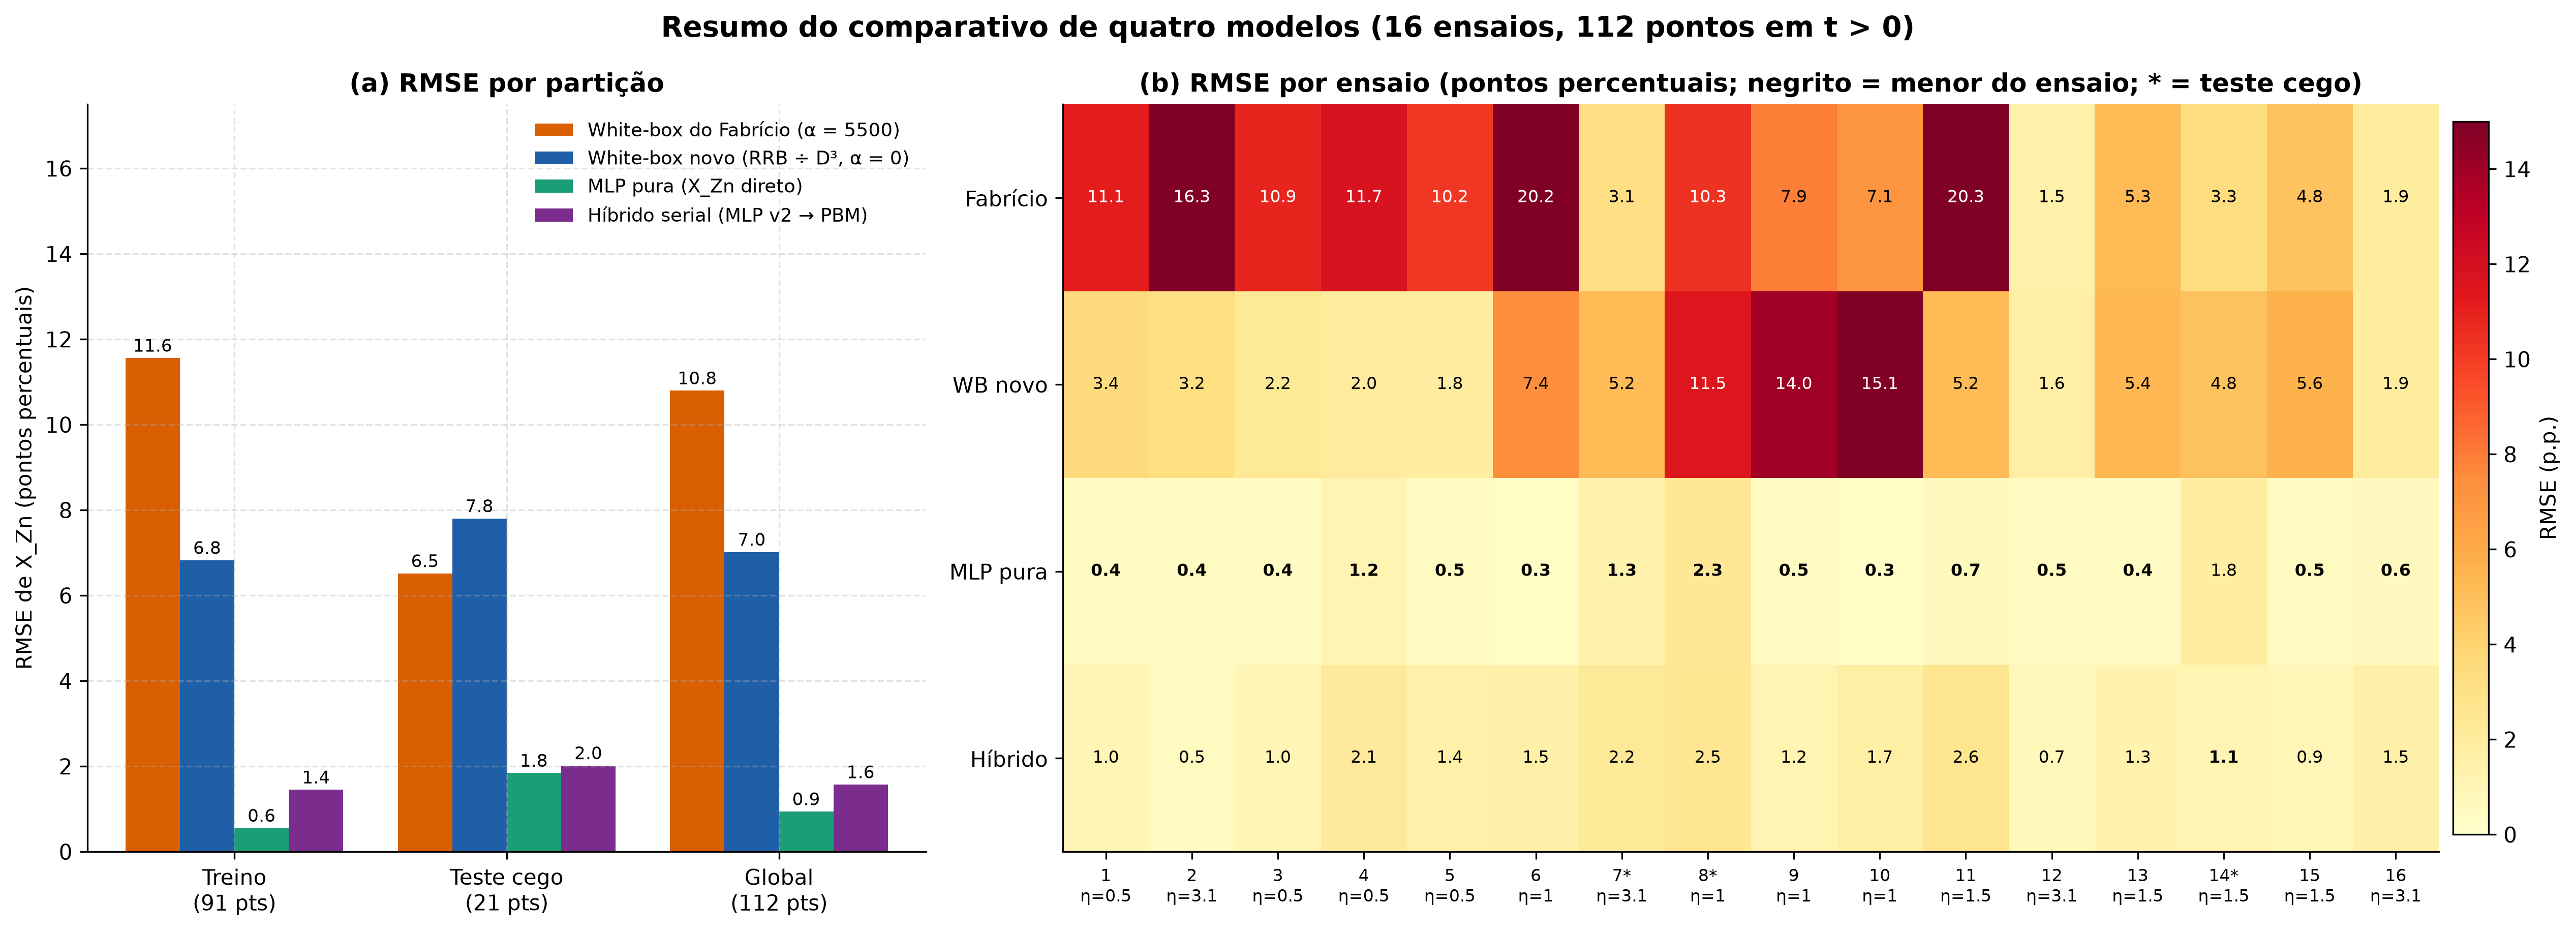 Resumo do comparativo de quatro modelos (16 ensaios, 112 pontos em t > 0)
(a) RMSE por partição
RMSE de X_Zn (pontos percentuais)
16
14
12
10
8
6
4
2
0
White-box do Fabrício (α = 5500)
White-box novo (RRB ÷ D³, α = 0)
MLP pura (X_Zn direto)
Híbrido serial (MLP v2 → PBM)
11.6
6.8
0.6
1.4
6.5
7.8
1.8
2.0
10.8
7.0
0.9
1.6
Treino
(91 pts)
Teste cego
(21 pts)
Global
(112 pts)
(b) RMSE por ensaio (pontos percentuais; negrito = menor do ensaio; * = teste cego)
Fabrício 11.1 16.3 10.9 11.7 10.2 20.2 3.1 10.3 7.9 7.1 20.3 1.5 5.3 3.3 4.8 1.9
WB novo 3.4 3.2 2.2 2.0 1.8 7.4 5.2 11.5 14.0 15.1 5.2 1.6 5.4 4.8 5.6 1.9
MLP pura 0.4 0.4 0.4 1.2 0.5 0.3 1.3 2.3 0.5 0.3 0.7 0.5 0.4 1.8 0.5 0.6
Híbrido 1.0 0.5 1.0 2.1 1.4 1.5 2.2 2.5 1.2 1.7 2.6 0.7 1.3 1.1 0.9 1.5
1 2 3 4 5 6 7* 8* 9 10 11 12 13 14* 15 16
η=0.5 η=3.1 η=0.5 η=0.5 η=0.5 η=1 η=3.1 η=1 η=1 η=1 η=1.5 η=3.1 η=1.5 η=1.5 η=1.5 η=3.1
14
12
10
8
6
4
2
0
RMSE (p.p.)